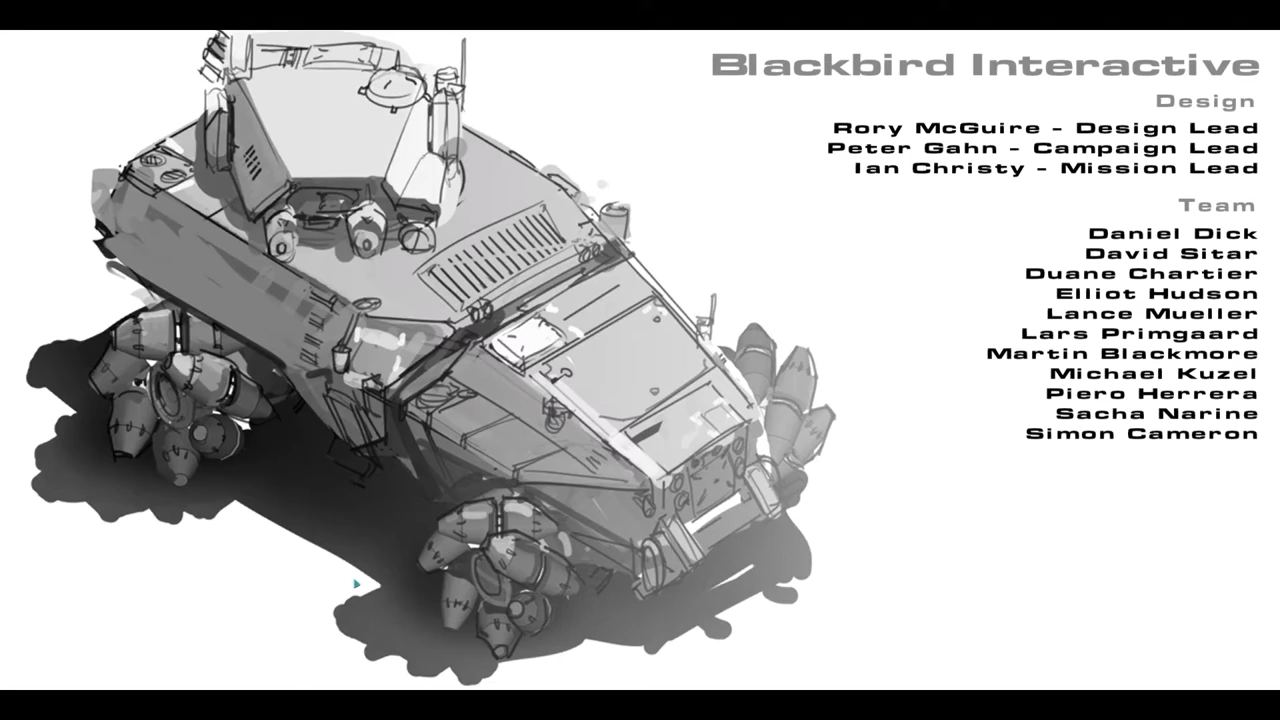 Blackbird Interactive
Design
Rory McGuire - Design Lead
Peter Gahn - Campaign Lead
Ian Christy - Mission Lead
Team
Daniel Dick
David Sitar
Duane Chartier
Elliot Hudson
Lance Mueller
Lars Primgaard
Martin Blackmore
Michael Kuzel
Piero Herrera
Sacha Narine
Simon Cameron